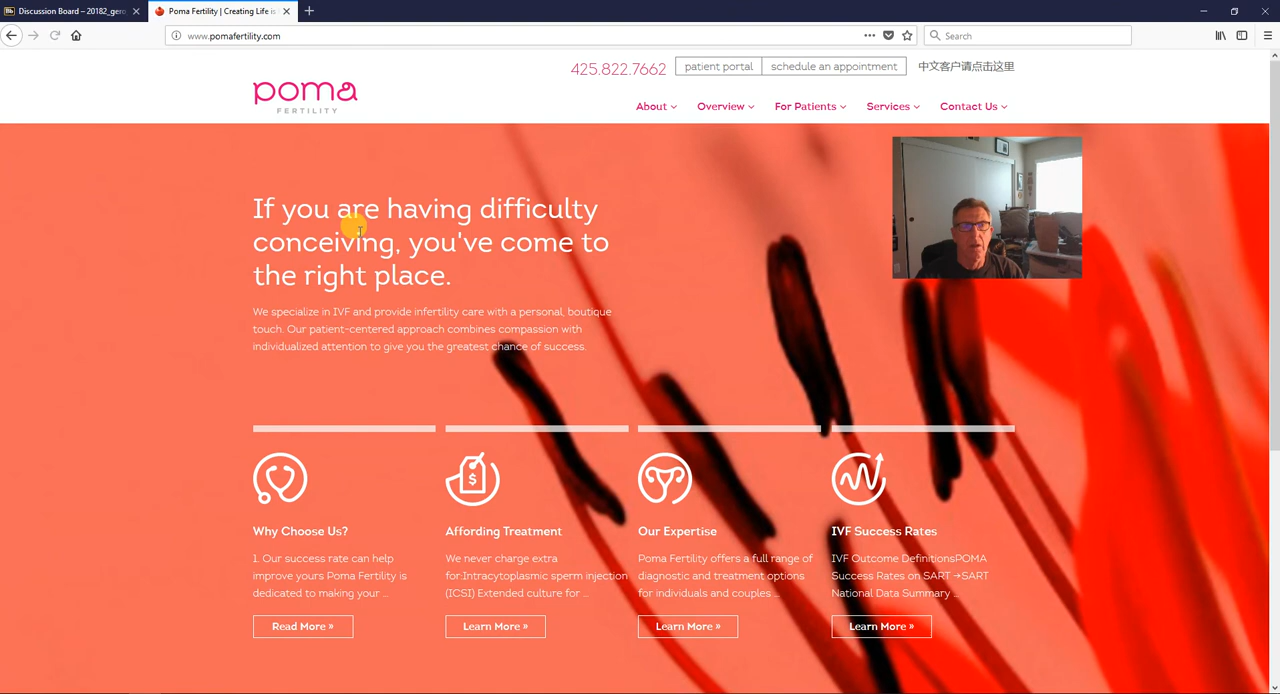 Discussion Board – 20182_gero
Poma Fertility | Creating Life is
www.pomafertility.com
Search
425.822.7662
patient portal
schedule an appointment
中文客户请点击这里
poma
FERTILITY
About
Overview
For Patients
Services
Contact Us
If you are having difficulty
conceiving, you've come to
the right place.
We specialize in IVF and provide infertility care with a personal, boutique
touch. Our patient-centered approach combines compassion with
individualized attention to give you the greatest chance of success.
Why Choose Us?
1. Our success rate can help
improve yours Poma Fertility is
dedicated to making your ...
Read More »
Affording Treatment
We never charge extra
for:Intracytoplasmic sperm injection
(ICSI) Extended culture for ...
Learn More »
Our Expertise
Poma Fertility offers a full range of
diagnostic and treatment options
for individuals and couples ...
Learn More »
IVF Success Rates
IVF Outcome DefinitionsPOMA
Success Rates on SART →SART
National Data Summary ...
Learn More »